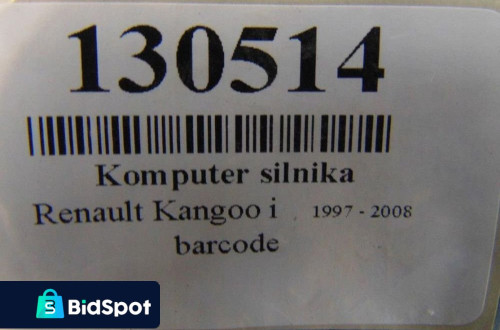 130514
Komputer silnika
Renault Kangoo i 1997 - 2008
barcode
BidSpot